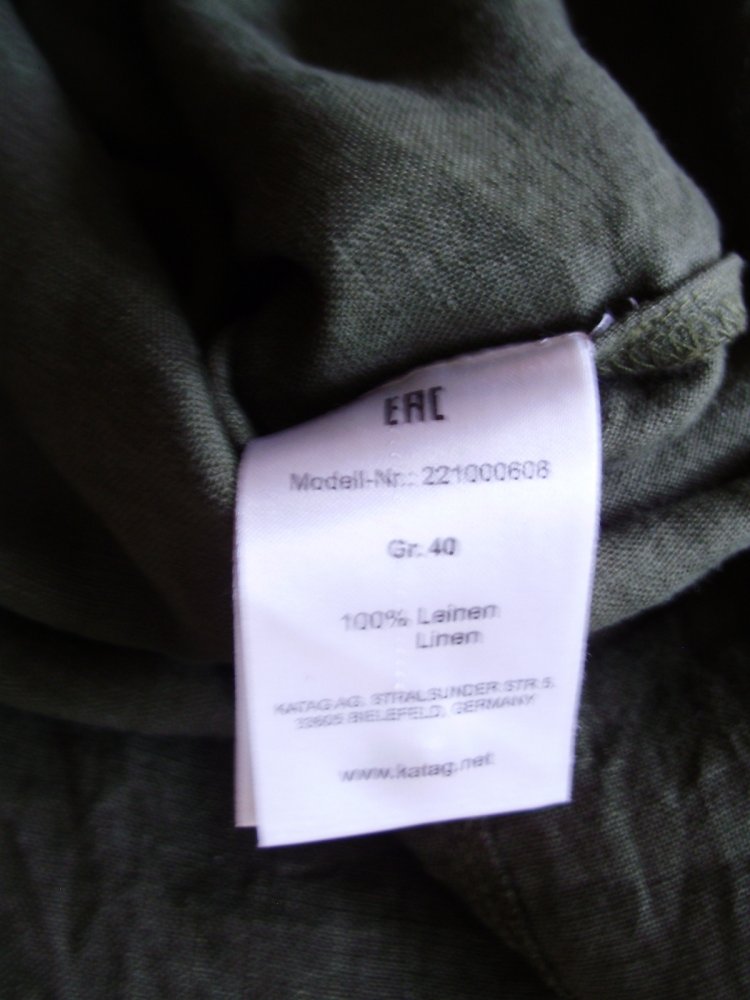 EAC
Modell-Nr.: 221000608
Gr. 40
100% Leinen
Linen
KATAG AG. STRALSUNDER STR.5.
33605 BIELEFELD, GERMANY
www.katag.net